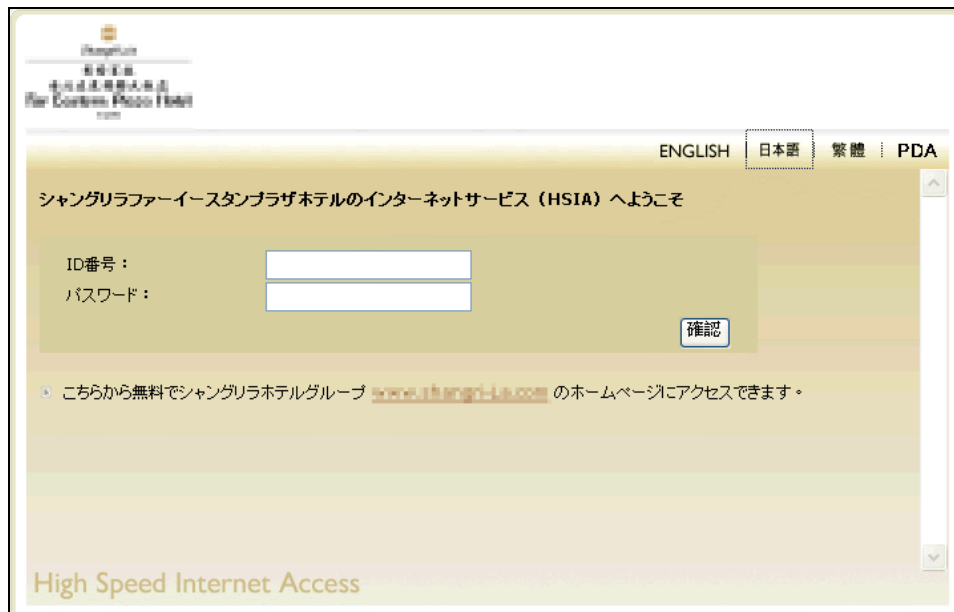 ENGLISH 日本語 繁體 PDA
シャングリラファーイースタンプラザホテルのインターネットサービス（HSIA）へようこそ
ID番号：
パスワード：
確認
こちらから無料でシャングリラホテルグループ のホームページにアクセスできます。
High Speed Internet Access